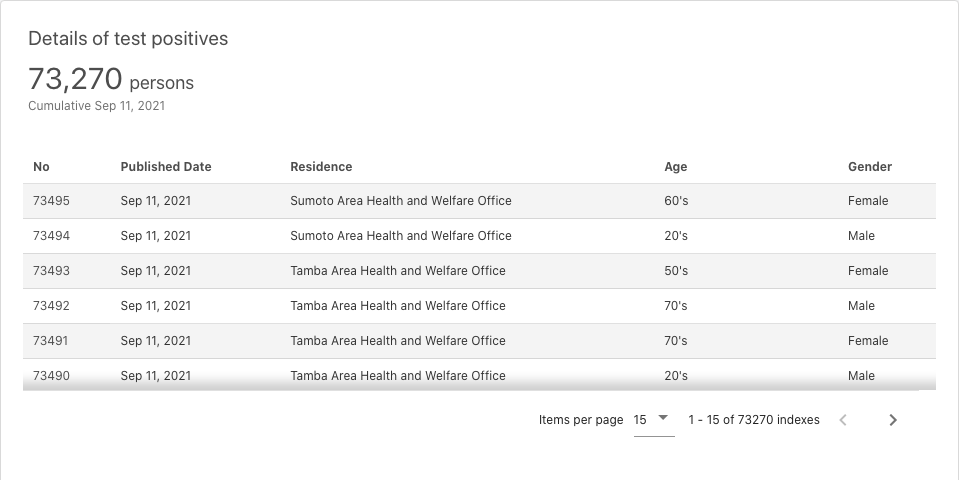 Details of test positives
73,270 persons
Cumulative Sep 11, 2021
No Published Date Residence Age Gender
73495 Sep 11, 2021 Sumoto Area Health and Welfare Office 60's Female
73494 Sep 11, 2021 Sumoto Area Health and Welfare Office 20's Male
73493 Sep 11, 2021 Tamba Area Health and Welfare Office 50's Female
73492 Sep 11, 2021 Tamba Area Health and Welfare Office 70's Male
73491 Sep 11, 2021 Tamba Area Health and Welfare Office 70's Female
73490 Sep 11, 2021 Tamba Area Health and Welfare Office 20's Male
Items per page 15 1 - 15 of 73270 indexes